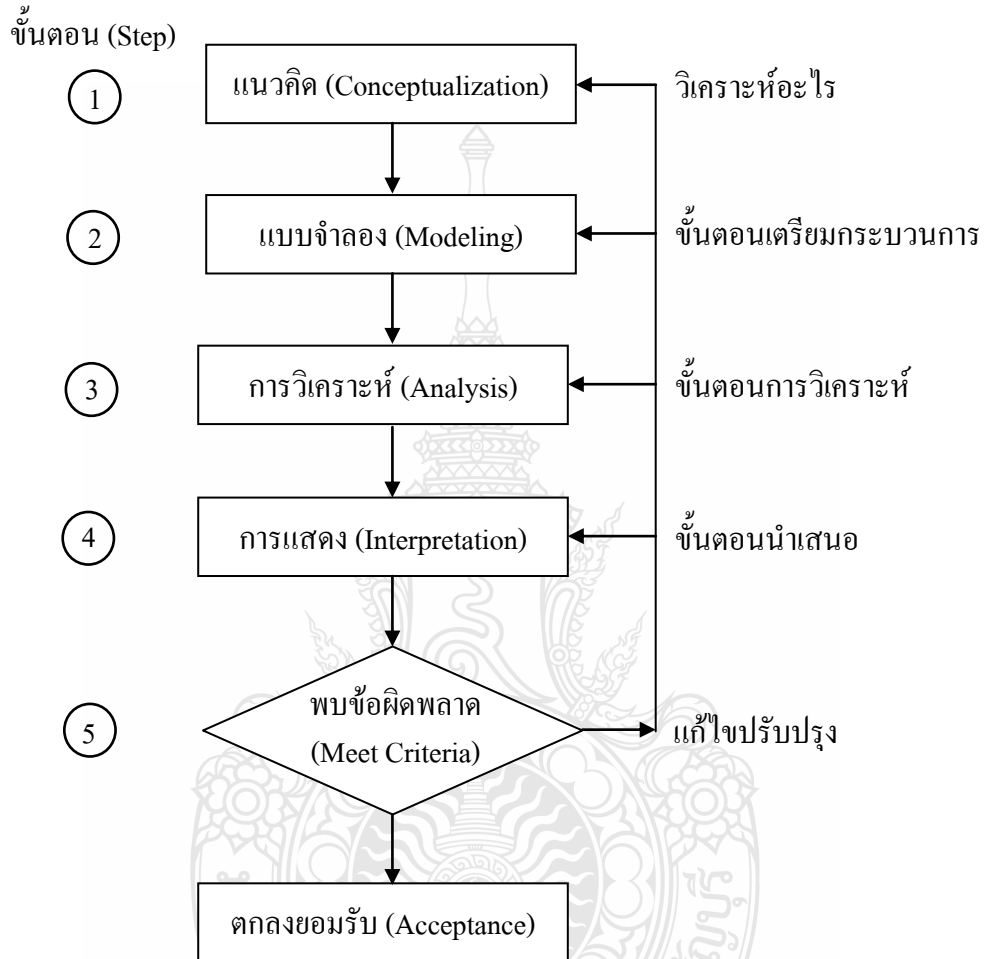 ขั้นตอน (Step)
1
แนวคิด (Conceptualization)
วิเคราะห์อะไร
2
แบบจำลอง (Modeling)
ขั้นตอนเตรียมกระบวนการ
3
การวิเคราะห์ (Analysis)
ขั้นตอนการวิเคราะห์
4
การแสดง (Interpretation)
ขั้นตอนนำเสนอ
5
พบข้อผิดพลาด
(Meet Criteria)
แก้ไขปรับปรุง
ตกลงยอมรับ (Acceptance)